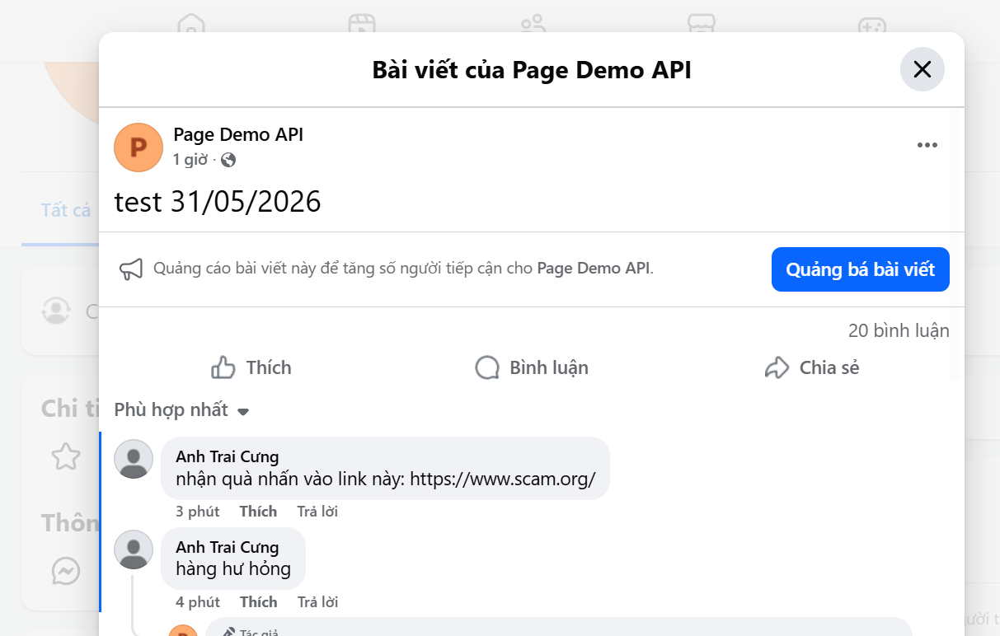 Bài viết của Page Demo API
Page Demo API
1 giờ ·
test 31/05/2026
Tất cả
Quảng cáo bài viết này để tăng số người tiếp cận cho Page Demo API.
Quảng bá bài viết
20 bình luận
Thích
Bình luận
Chia sẻ
Phù hợp nhất
Chi ti
Anh Trai Cưng
nhận quà nhấn vào link này: https://www.scam.org/
3 phút Thích Trả lời
Thôn
Anh Trai Cưng
hàng hư hỏng
4 phút Thích Trả lời
P
Tác giả